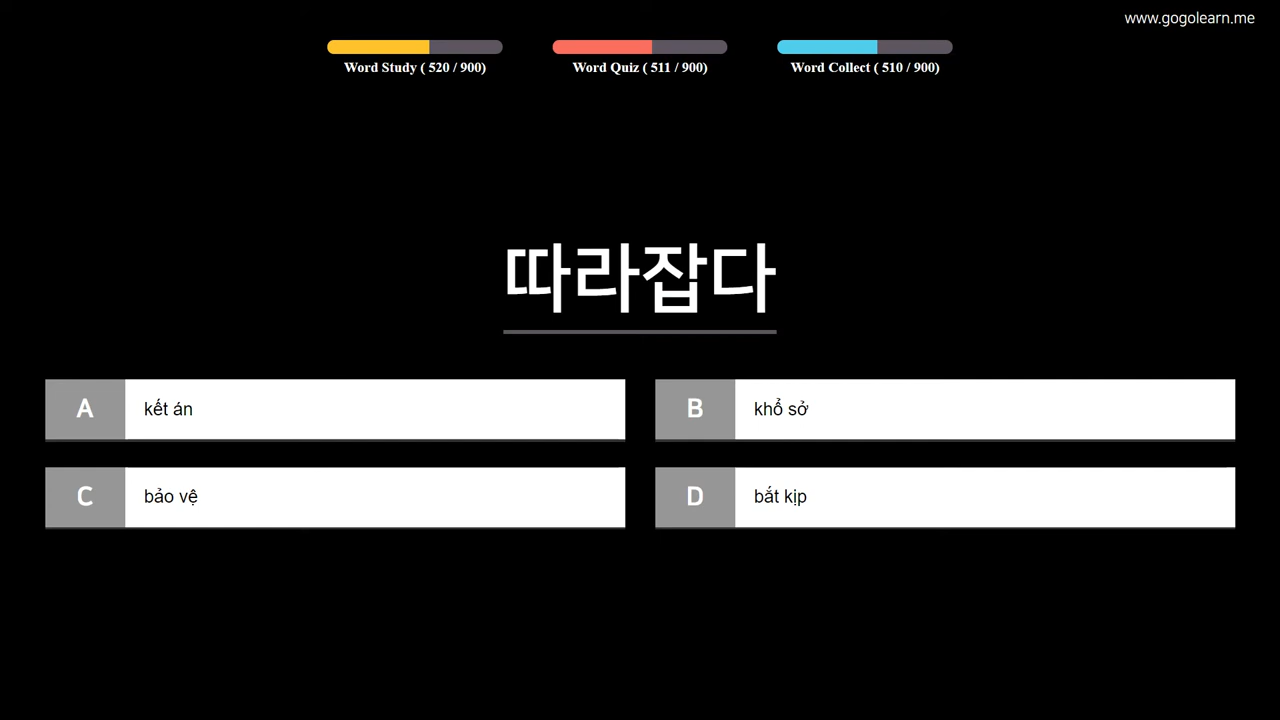 www.gogolearn.me
Word Study ( 520 / 900)
Word Quiz ( 511 / 900)
Word Collect ( 510 / 900)
따라잡다
A kết án
B khổ sở
C bảo vệ
D bắt kịp